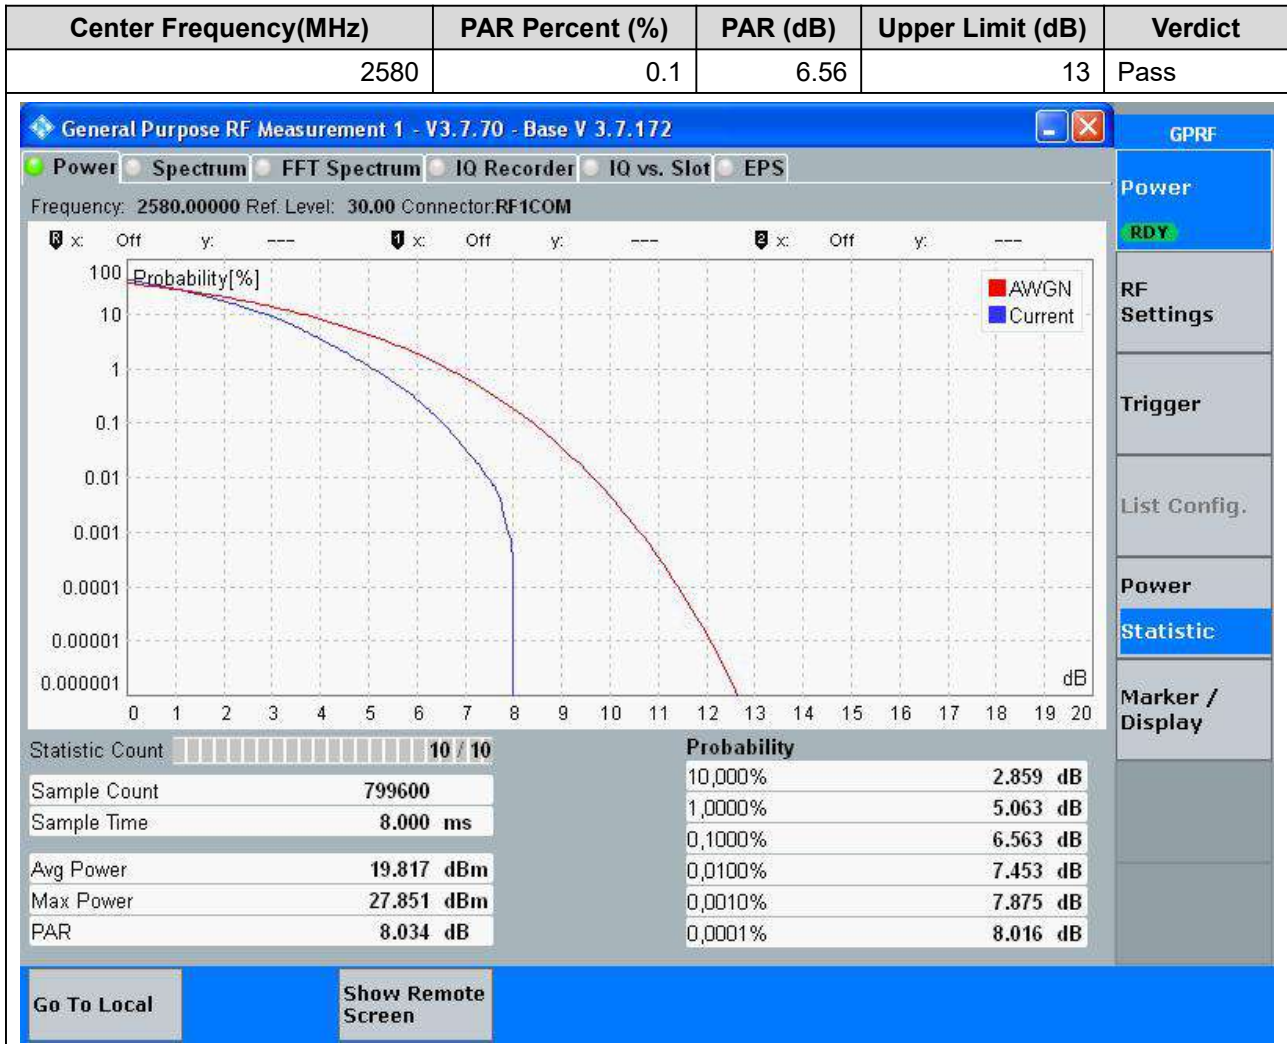 Center Frequency(MHz) PAR Percent (%) PAR (dB) Upper Limit (dB) Verdict
2580 0.1 6.56 13 Pass
General Purpose RF Measurement 1 - V3.7.70 - Base V 3.7.172
GPRF
Power Spectrum FFT Spectrum IQ Recorder IQ vs. Slot EPS
Frequency: 2580.00000 Ref. Level: 30.00 Connector:RF1COM
R x: Off y: --- 1 x: Off y: --- 2 x: Off y: ---
Probability[%]
AWGN
Current
100
10
1
0.1
0.01
0.001
0.0001
0.00001
0.000001
dB
0 1 2 3 4 5 6 7 8 9 10 11 12 13 14 15 16 17 18 19 20
Statistic Count 10 / 10
Sample Count 799600
Sample Time 8.000 ms
Avg Power 19.817 dBm
Max Power 27.851 dBm
PAR 8.034 dB
Probability
10,000% 2.859 dB
1,0000% 5.063 dB
0,1000% 6.563 dB
0,0100% 7.453 dB
0,0010% 7.875 dB
0,0001% 8.016 dB
Power
RDY
RF
Settings
Trigger
List Config.
Power
Statistic
Marker /
Display
Go To Local
Show Remote
Screen